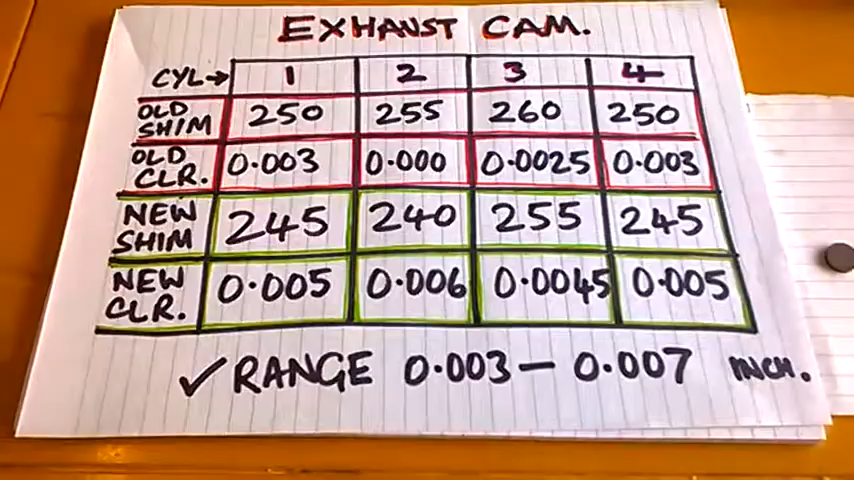 EXHAUST CAM.
CYL→ 1 2 3 4
OLD SHIM 250 255 260 250
OLD CLR. 0.003 0.000 0.0025 0.003
NEW SHIM 245 240 255 245
NEW CLR. 0.005 0.006 0.0045 0.005
✓ RANGE 0.003 — 0.007 INCH.